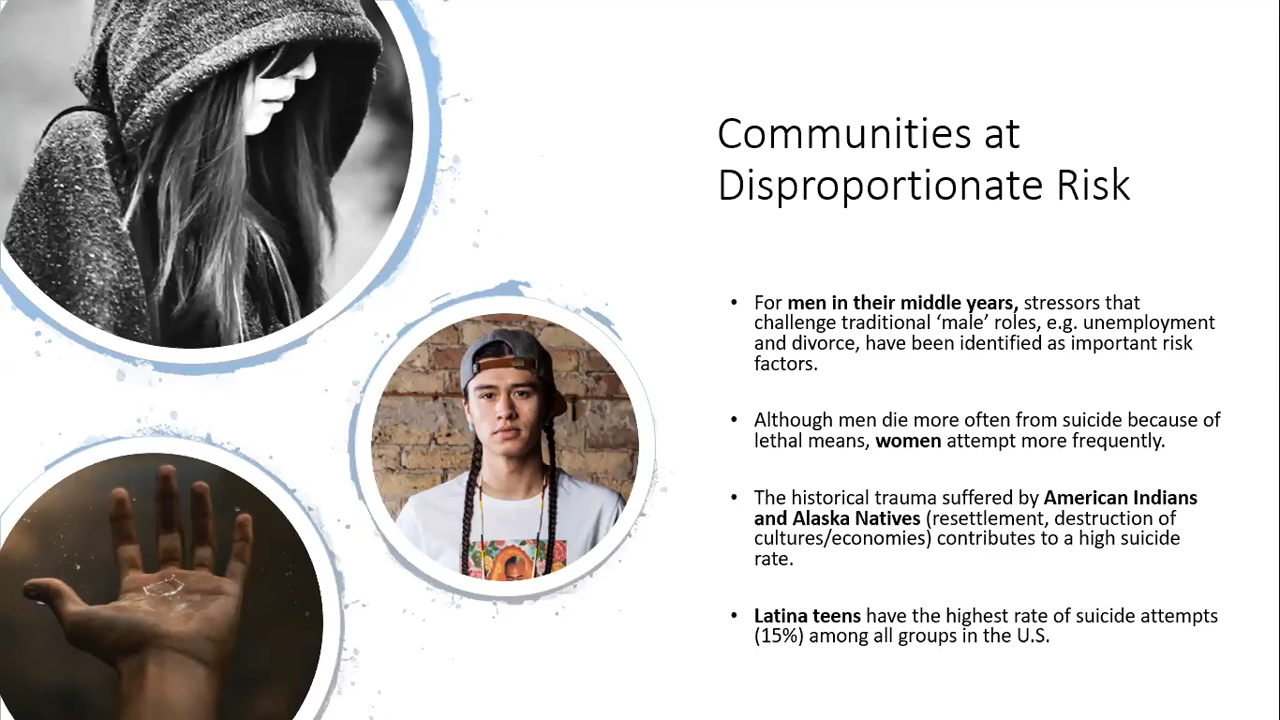 Communities at
Disproportionate Risk
• For men in their middle years, stressors that
challenge traditional ‘male’ roles, e.g. unemployment
and divorce, have been identified as important risk
factors.
• Although men die more often from suicide because of
lethal means, women attempt more frequently.
• The historical trauma suffered by American Indians
and Alaska Natives (resettlement, destruction of
cultures/economies) contributes to a high suicide
rate.
• Latina teens have the highest rate of suicide attempts
(15%) among all groups in the U.S.